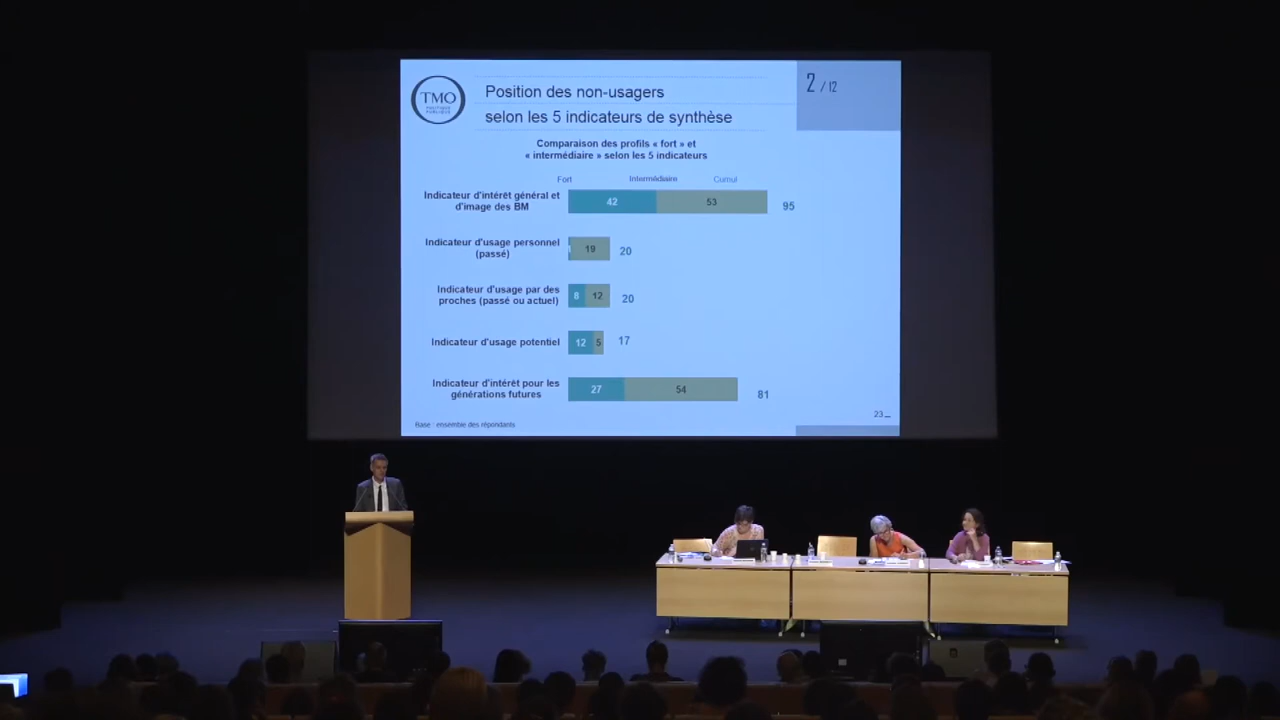 TMO
POLITIQUE
PUBLIQUE
Position des non-usagers
selon les 5 indicateurs de synthèse
2 / 12
Comparaison des profils « fort » et
« intermédiaire » selon les 5 indicateurs
Fort Intermédiaire Cumul
Indicateur d'intérêt général et
d'image des BM
42 53 95
Indicateur d'usage personnel
(passé)
19 20
Indicateur d'usage par des
proches (passé ou actuel)
8 12 20
Indicateur d'usage potentiel
12 5 17
Indicateur d'intérêt pour les
générations futures
27 54 81
23
Base : ensemble des répondants